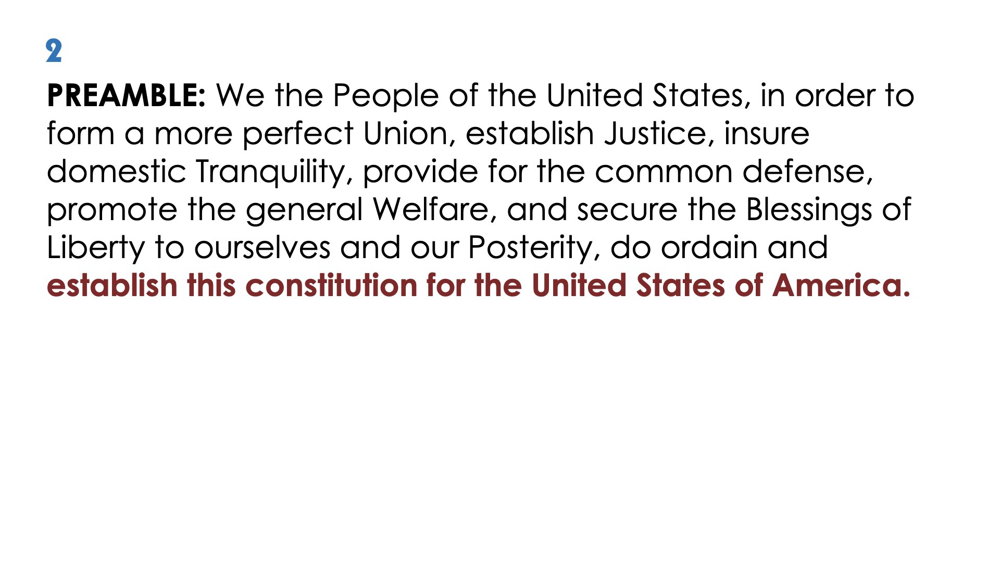 2
PREAMBLE: We the People of the United States, in order to
form a more perfect Union, establish Justice, insure
domestic Tranquility, provide for the common defense,
promote the general Welfare, and secure the Blessings of
Liberty to ourselves and our Posterity, do ordain and
establish this constitution for the United States of America.